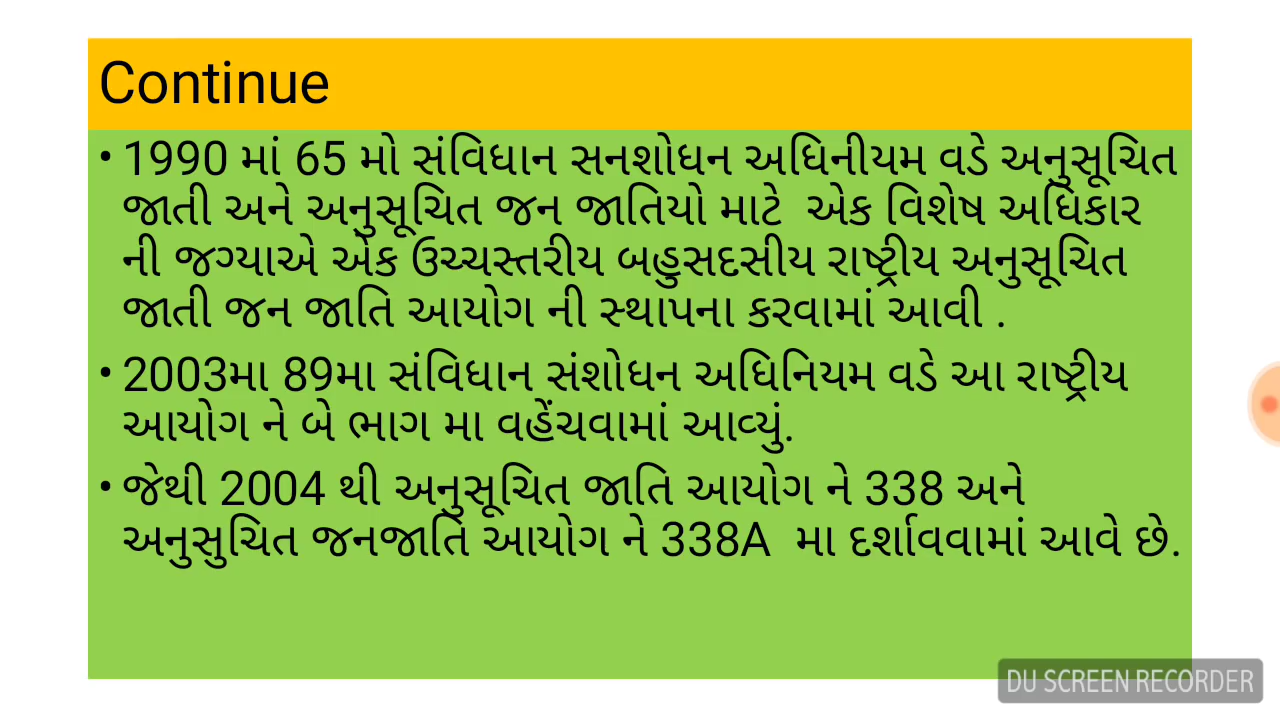 Continue
• 1990 માં 65 મો સંવિધાન સનશોધન અધિનીયમ વડે અનુસૂચિત
જાતી અને અનુસૂચિત જન જાતિયો માટે એક વિશેષ અધિકાર
ની જગ્યાએ એક ઉચ્ચસ્તરીય બહુસદસીય રાષ્ટ્રીય અનુસૂચિત
જાતી જન જાતિ આયોગ ની સ્થાપના કરવામાં આવી .
• 2003મા 89મા સંવિધાન સંશોધન અધિનિયમ વડે આ રાષ્ટ્રીય
આયોગ ને બે ભાગ મા વહેંચવામાં આવ્યું.
• જેથી 2004 થી અનુસૂચિત જાતિ આયોગ ને 338 અને
અનુસુચિત જનજાતિ આયોગ ને 338A મા દર્શાવવામાં આવે છે.
DU SCREEN RECORDER